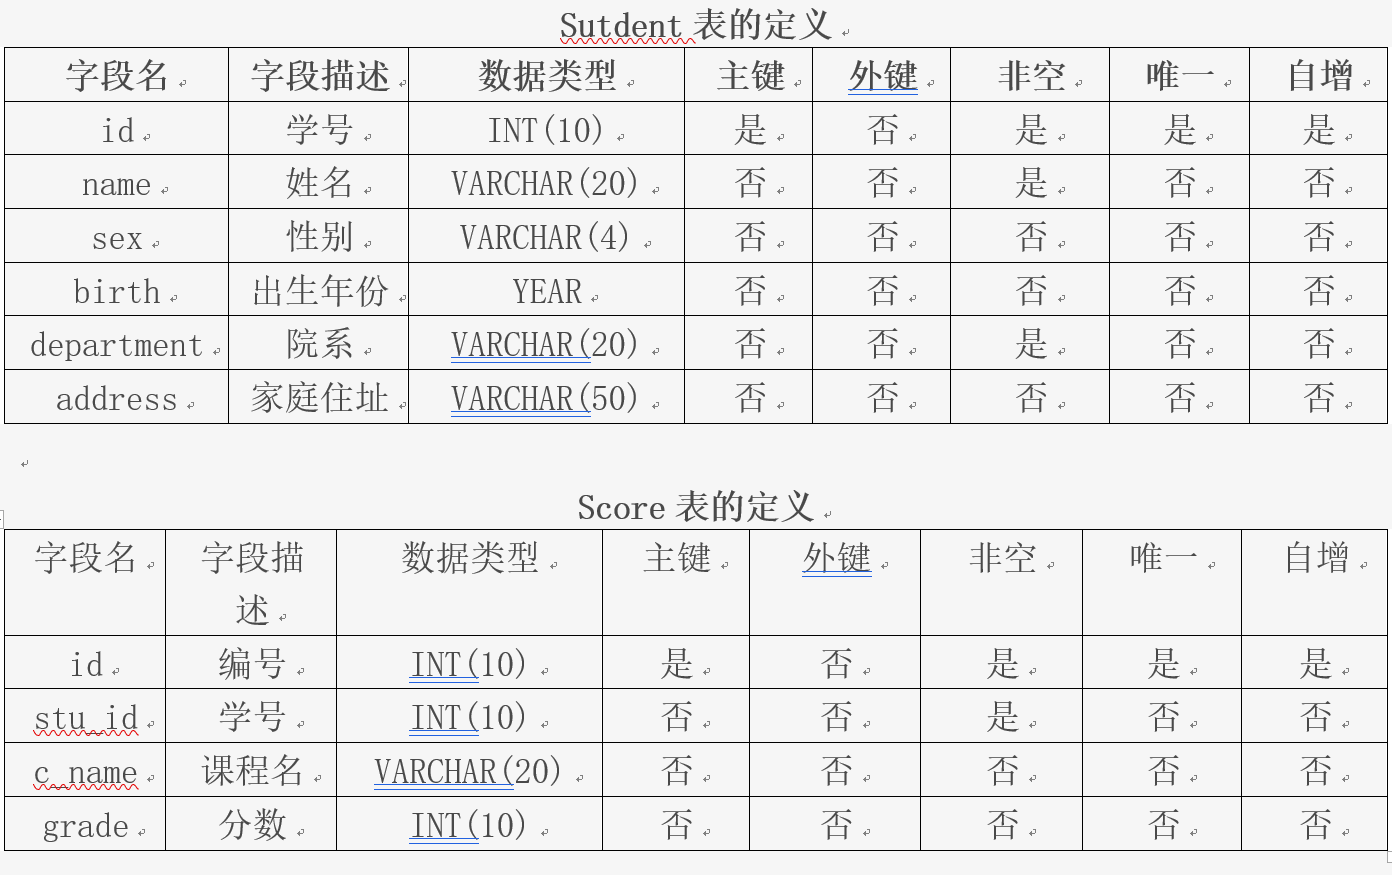 Sutdent 表的定义
字段名 字段描述 数据类型 主键 外键 非空 唯一 自增
id 学号 INT(10) 是 否 是 是 是
name 姓名 VARCHAR(20) 否 否 是 否 否
sex 性别 VARCHAR(4) 否 否 否 否 否
birth 出生年份 YEAR 否 否 否 否 否
department 院系 VARCHAR(20) 否 否 是 否 否
address 家庭住址 VARCHAR(50) 否 否 否 否 否
Score 表的定义
字段名 字段描 数据类型 主键 外键 非空 唯一 自增
述
id 编号 INT(10) 是 否 是 是 是
stu_id 学号 INT(10) 否 否 是 否 否
c_name 课程名 VARCHAR(20) 否 否 否 否 否
grade 分数 INT(10) 否 否 否 否 否